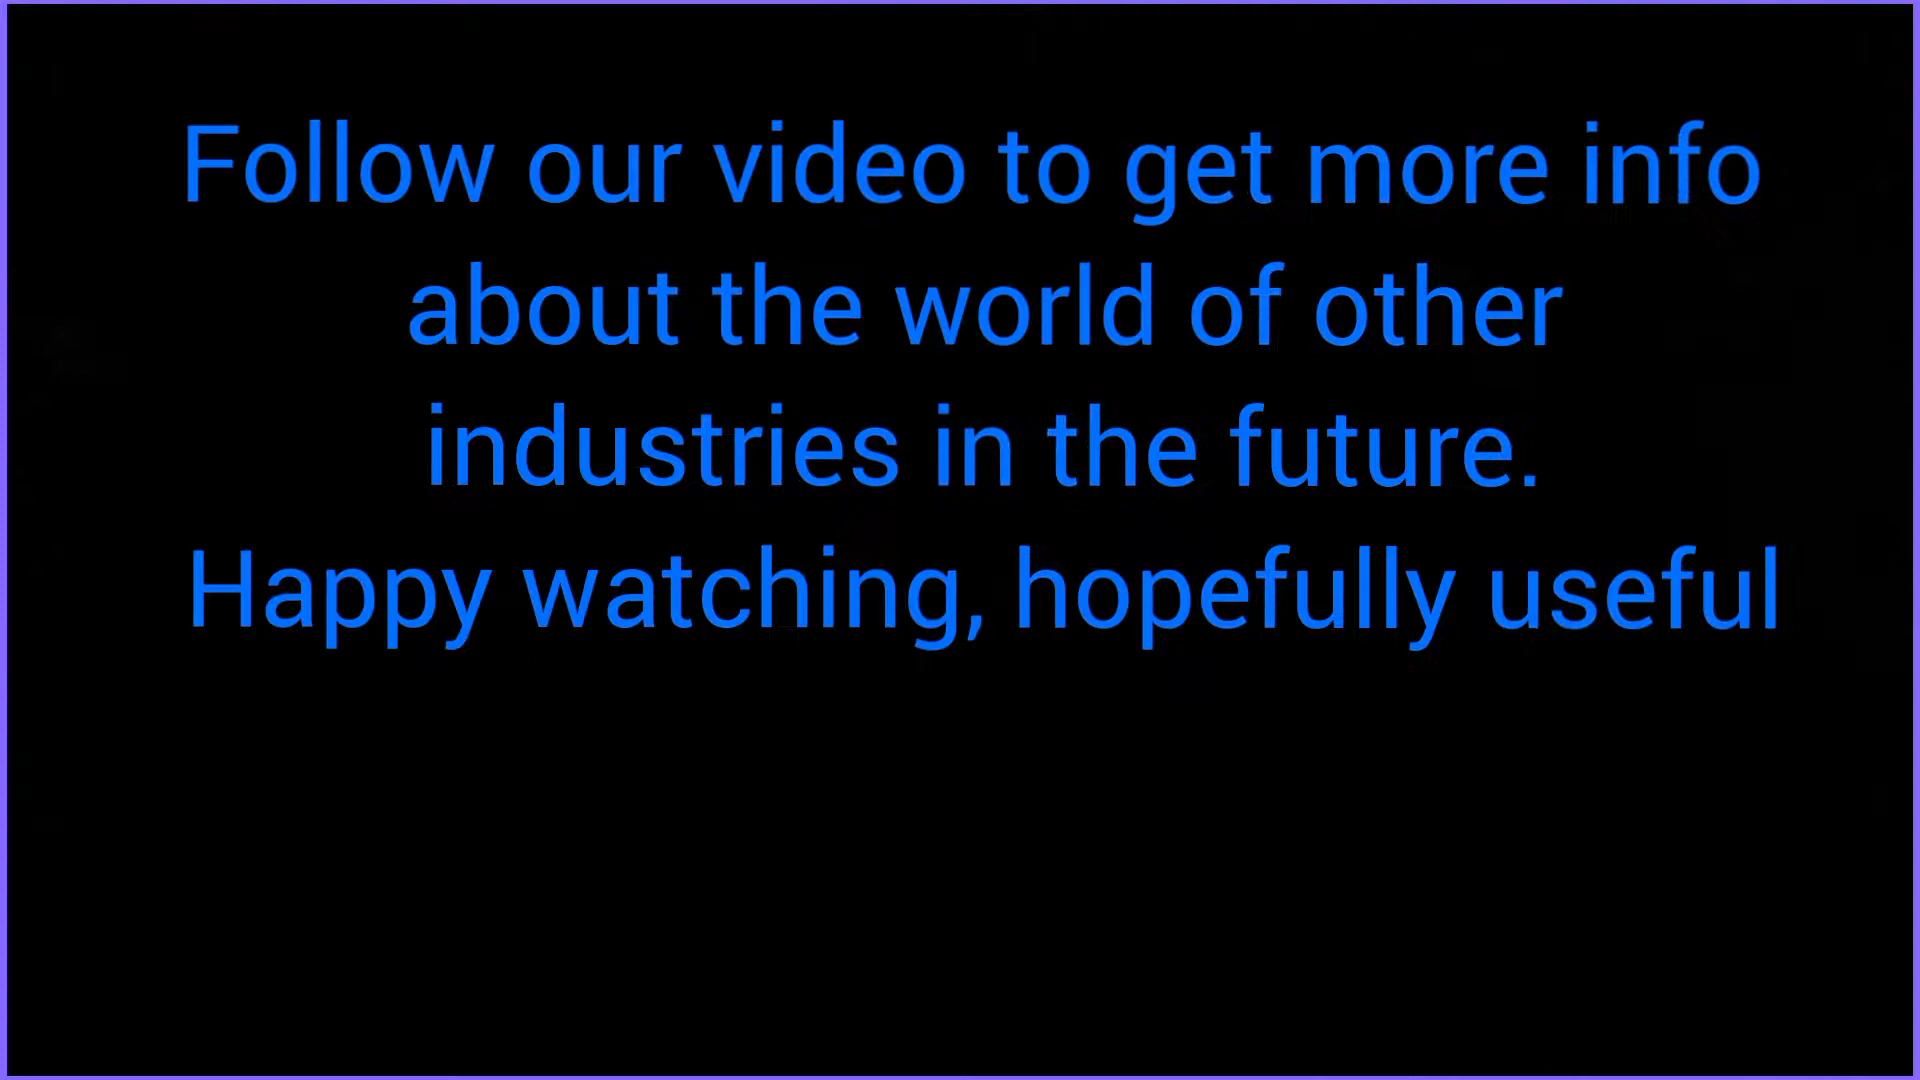 Follow our video to get more info
about the world of other
industries in the future.
Happy watching, hopefully useful